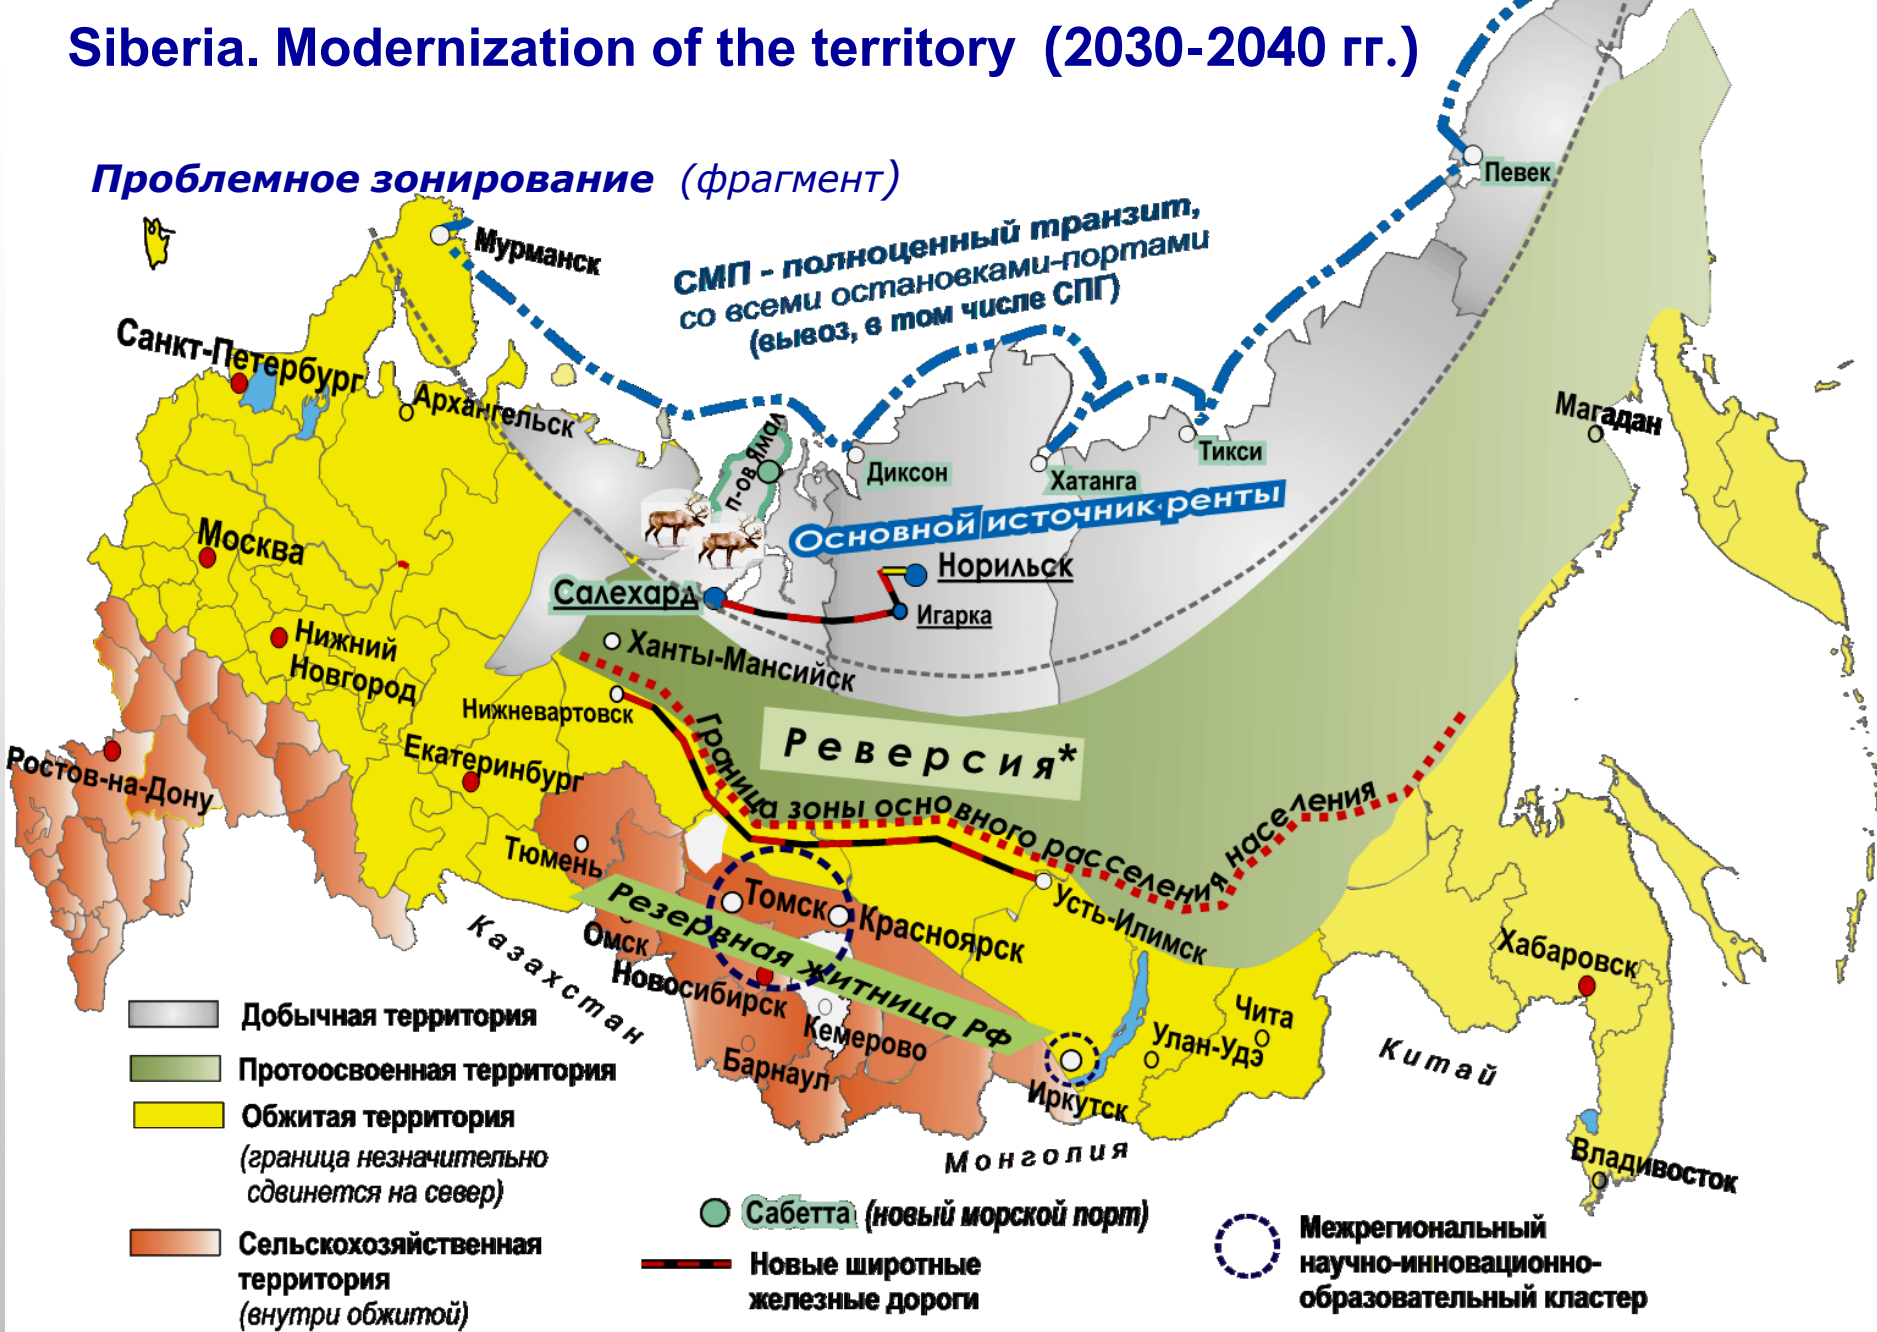 Siberia. Modernization of the territory (2030-2040 гг.)
Проблемное зонирование (фрагмент)
Певек
Мурманск
СМП - полноценный транзит,
со всеми остановками-портами
(вывоз, в том числе СПГ)
Санкт-Петербург
Архангельск
п-ов Ямал
Диксон
Хатанга
Тикси
Магадан
Основной источник ренты
Москва
Норильск
Салехард
Игарка
Нижний
Новгород
Ханты-Мансийск
Нижневартовск
Реверсия*
Граница зоны основного расселения населения
Екатеринбург
Ростов-на-Дону
Тюмень
Томск
Красноярск
Усть-Илимск
Резервная житница РФ
Омск
Новосибирск
Казахстан
Кемерово
Барнаул
Хабаровск
Чита
Улан-Удэ
Иркутск
Китай
Монголия
Владивосток
Добычная территория
Протоосвоенная территория
Обжитая территория
(граница незначительно
сдвинется на север)
Сельскохозяйственная
территория
(внутри обжитой)
Сабетта (новый морской порт)
Новые широтные
железные дороги
Межрегиональный
научно-инновационно-
образовательный кластер